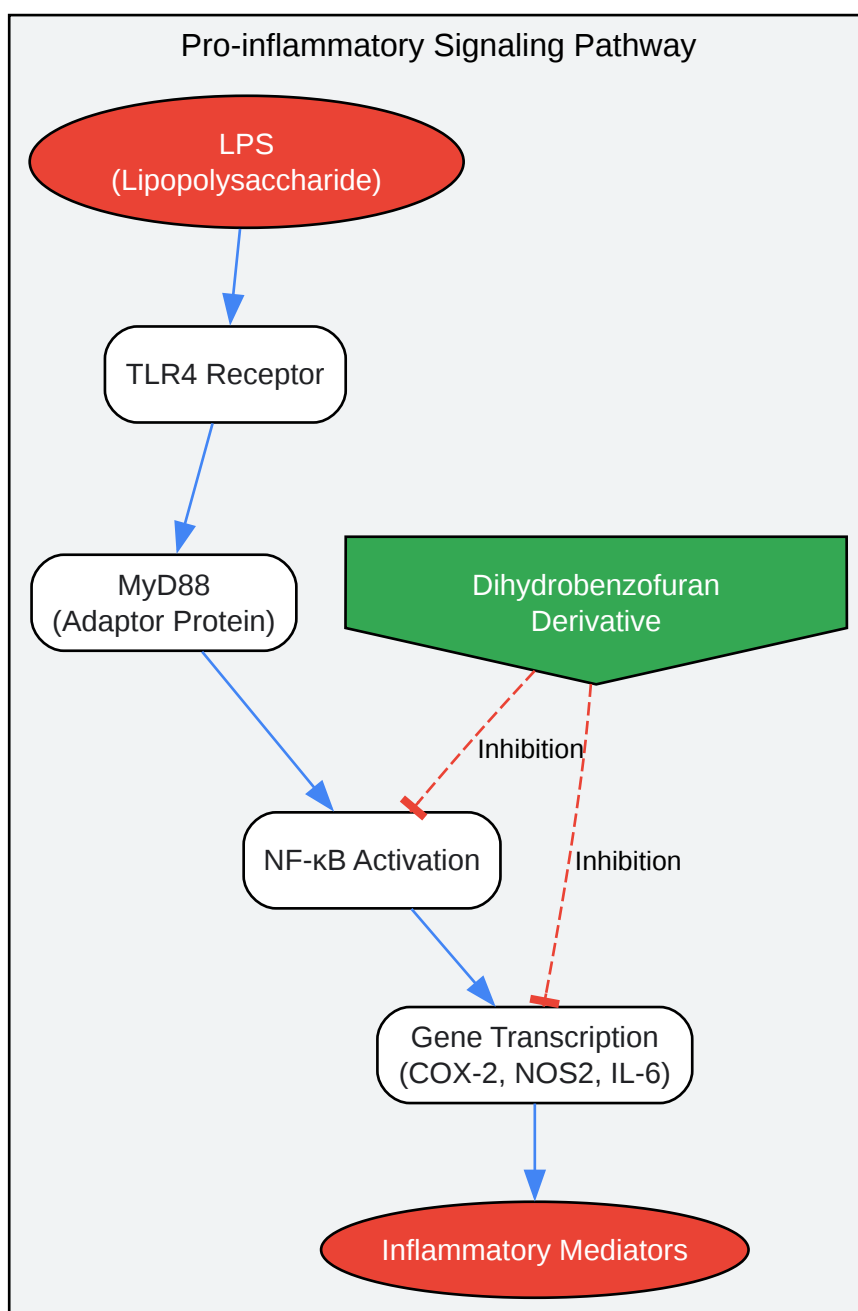 Pro-inflammatory Signaling Pathway
LPS
(Lipopolysaccharide)
TLR4 Receptor
MyD88
(Adaptor Protein)
Dihydrobenzofuran
Derivative
Inhibition
NF-κB Activation
Inhibition
Gene Transcription
(COX-2, NOS2, IL-6)
Inflammatory Mediators